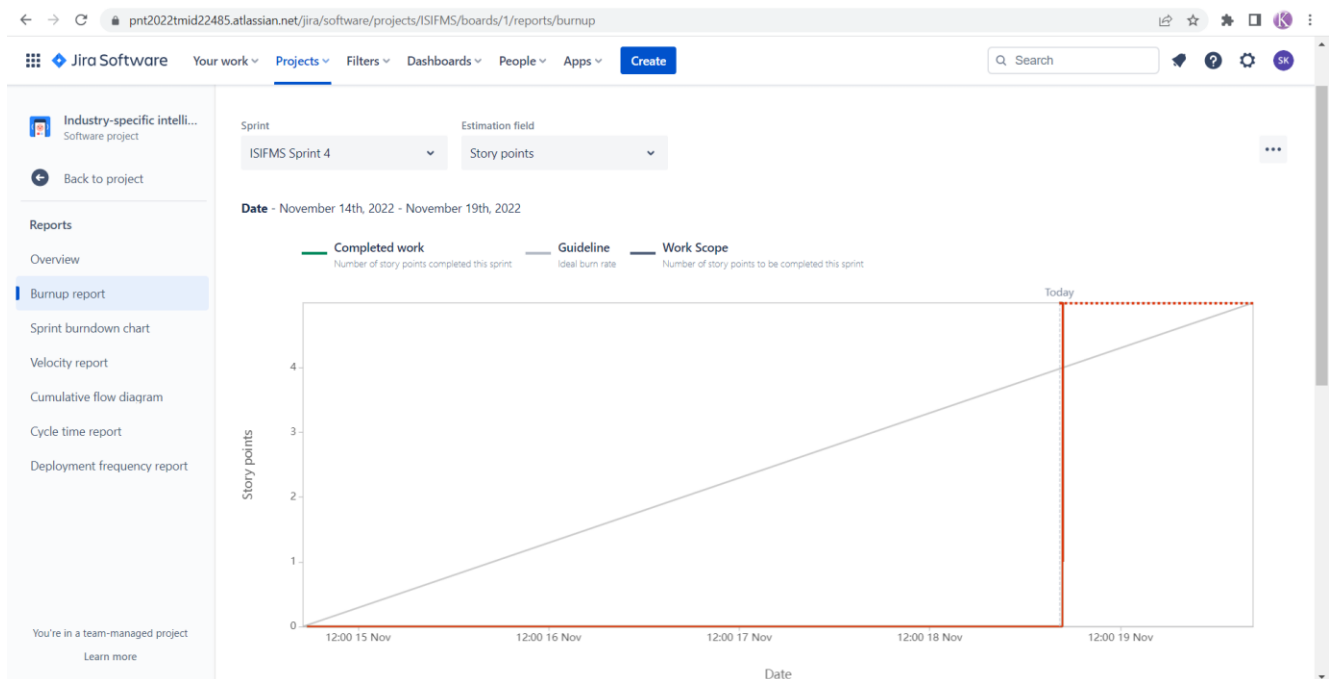 pnt2022tmid22485.atlassian.net/jira/software/projects/ISIFMS/boards/1/reports/burnup
K
Jira Software Your work Projects Filters Dashboards People Apps Create Search SK
Industry-specific intelli...
Software project
Back to project
Reports
Overview
Burnup report
Sprint burndown chart
Velocity report
Cumulative flow diagram
Cycle time report
Deployment frequency report
You're in a team-managed project
Learn more
Sprint Estimation field
ISIFMS Sprint 4 Story points
Date - November 14th, 2022 - November 19th, 2022
Completed work Guideline Work Scope
Number of story points completed this sprint Ideal burn rate Number of story points to be completed this sprint
Today
Story points
4
3
2
1
0
12:00 15 Nov 12:00 16 Nov 12:00 17 Nov 12:00 18 Nov 12:00 19 Nov
Date